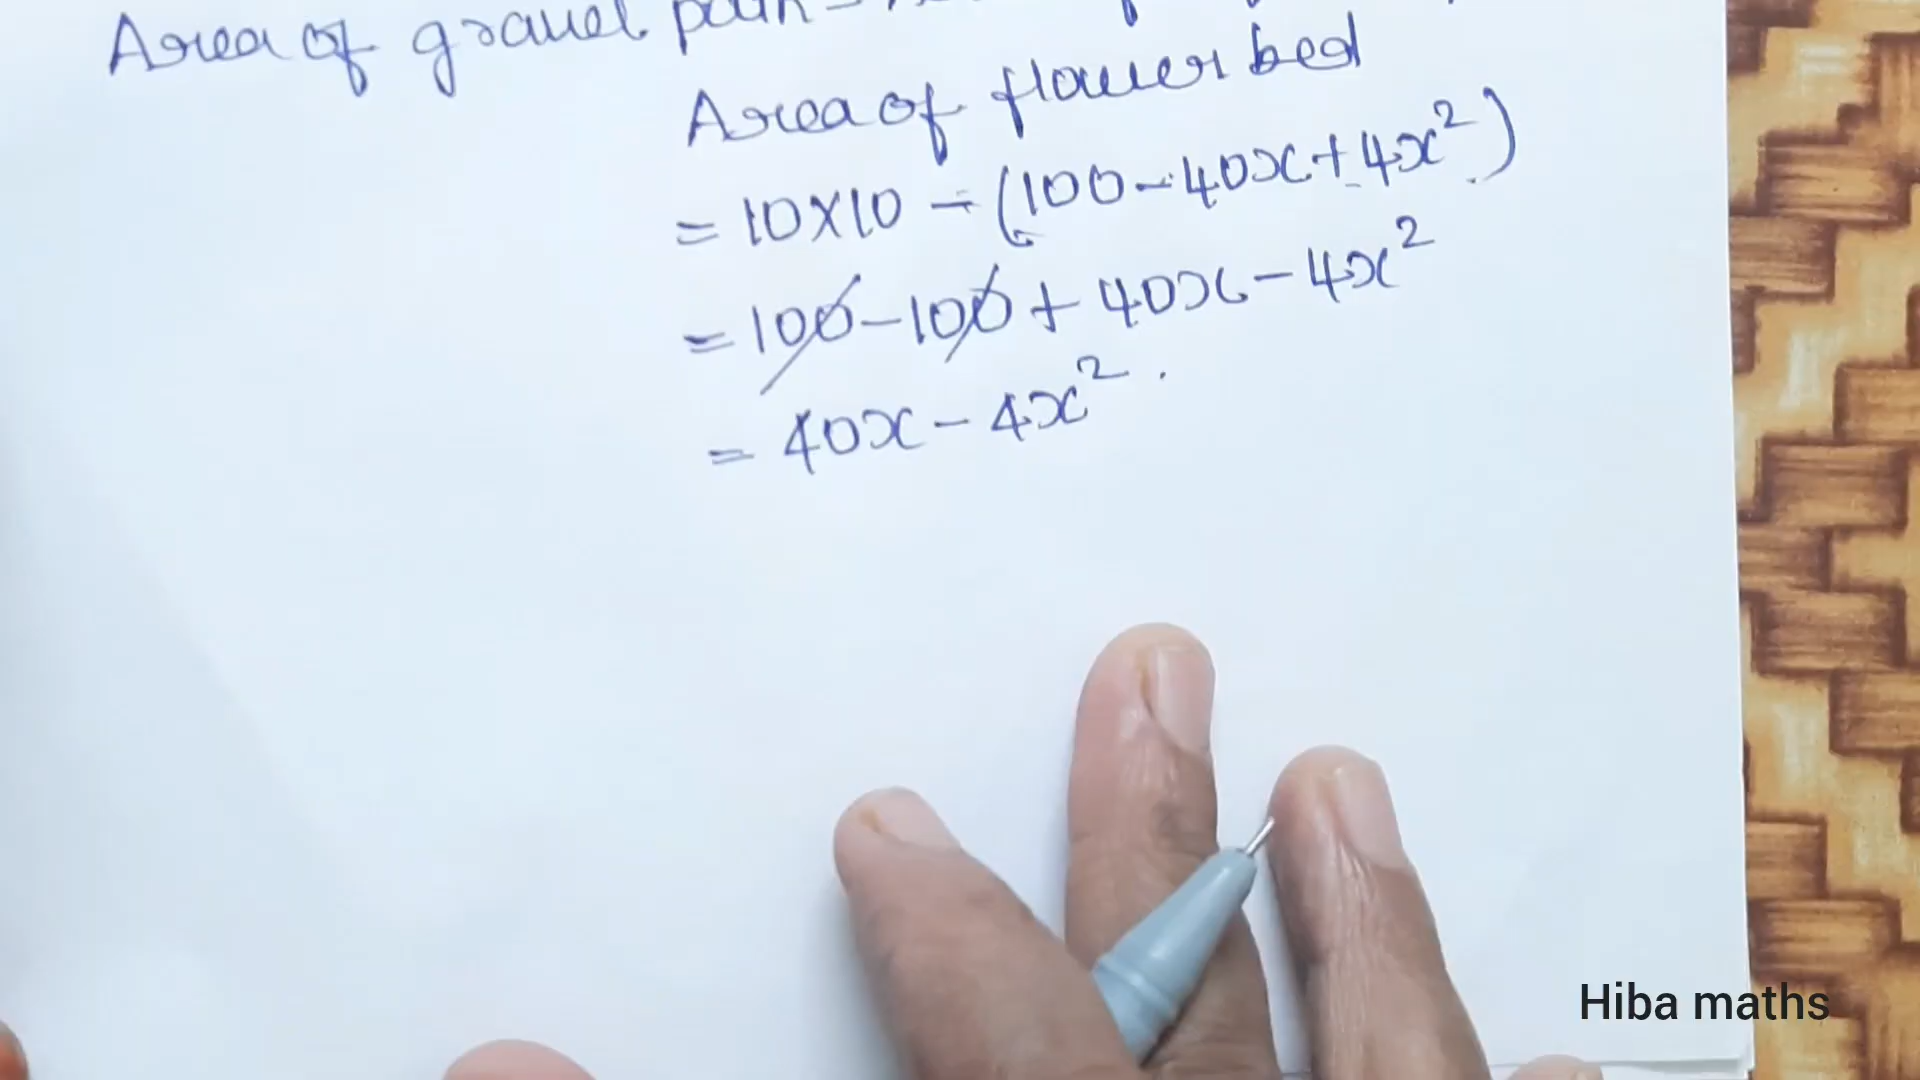 Area of gravel path -
Area of flower bed
= 10×10 - (100-40x+4x²)
= 100-100+ 40x-4x²
= 40x-4x².
Hiba maths